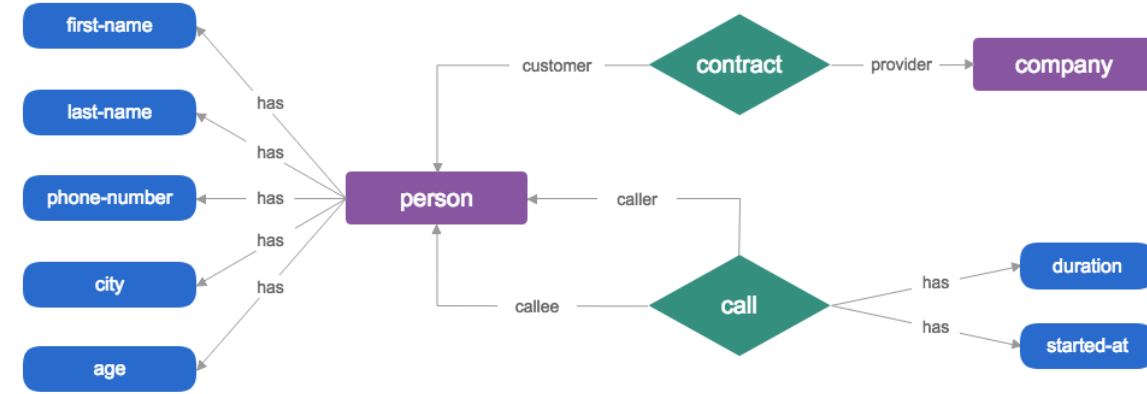 first-name
customer
contract
provider
company
last-name
has
has
phone-number
has
person
caller
city
has
has
callee
call
has
duration
has
started-at
age